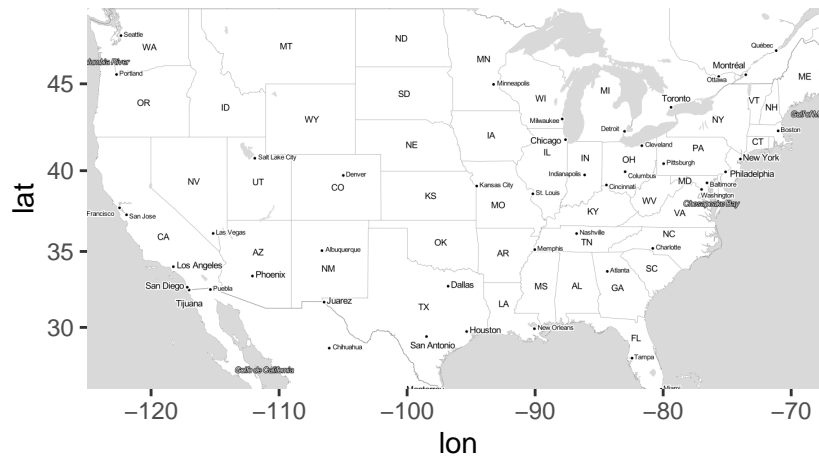 Québec
Seattle
WA
MT
ND
MN
Montréal
Ottawa
ME
Portland
45
Minneapolis
OR
ID
SD
WI
MI
Toronto
VT
NH
WY
Milwaukee
NY
Detroit
Boston
IA
Chicago
Cleveland
CT
Salt Lake City
NE
IL
IN
OH
PA
New York
40
NV
UT
CO
Denver
Indianapolis
Columbus
Pittsburgh
Philadelphia
Kansas City
Cincinnati
MD
Baltimore
KS
MO
St. Louis
WV
Washington
Chesapeake Bay
Francisco
San Jose
KY
VA
CA
Las Vegas
Nashville
NC
AZ
Albuquerque
OK
TN
Memphis
Charlotte
35
NM
AR
Los Angeles
Phoenix
Atlanta
SC
San Diego
Puebla
Dallas
MS
AL
GA
Tijuana
Juarez
TX
LA
30
Houston
New Orleans
San Antonio
FL
Chihuahua
Tampa
Golfo de California
Monterrey
Miami
lat
−120
−110
−100
−90
−80
−70
lon